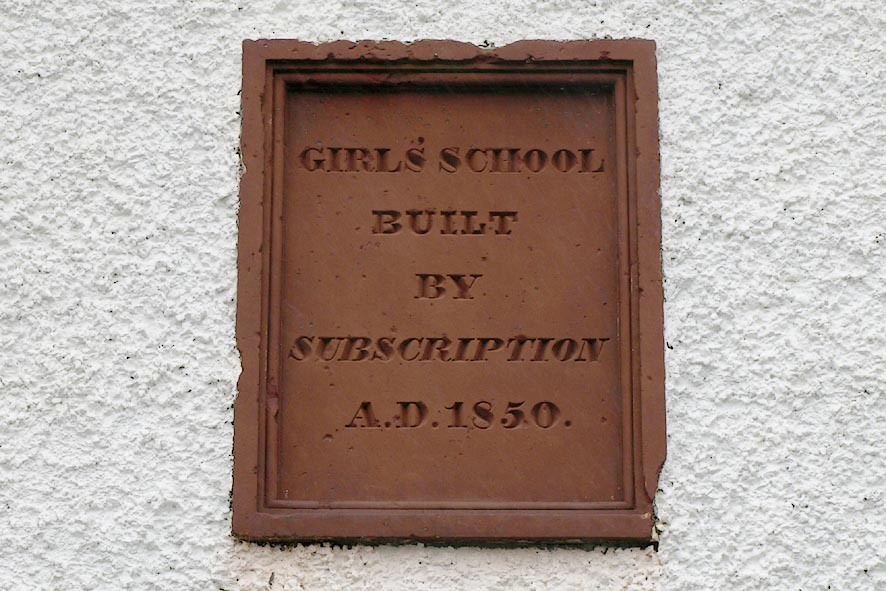 GIRLS' SCHOOL
BUILT
BY
SUBSCRIPTION
A.D. 1850.